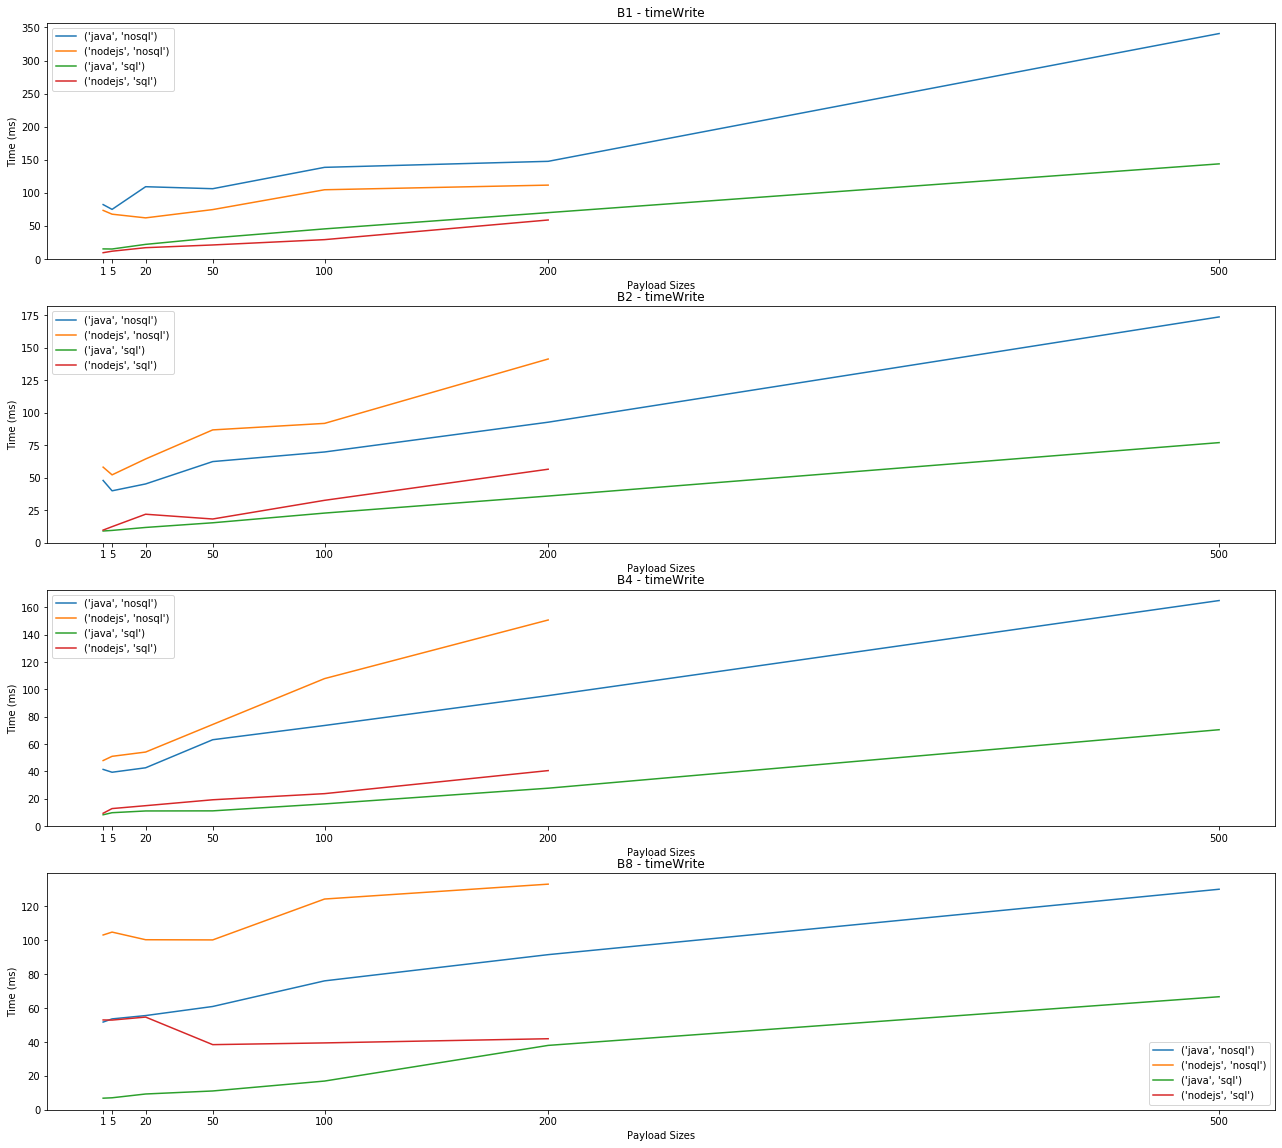 B1 - timeWrite
350
300
250
200
150
100
50
0
Time (ms)
('java', 'nosql')
('nodejs', 'nosql')
('java', 'sql')
('nodejs', 'sql')
1 5 20 50 100 200 500
Payload Sizes
B2 - timeWrite
175
150
125
100
75
50
25
0
Time (ms)
('java', 'nosql')
('nodejs', 'nosql')
('java', 'sql')
('nodejs', 'sql')
1 5 20 50 100 200 500
Payload Sizes
B4 - timeWrite
160
140
120
100
80
60
40
20
0
Time (ms)
('java', 'nosql')
('nodejs', 'nosql')
('java', 'sql')
('nodejs', 'sql')
1 5 20 50 100 200 500
Payload Sizes
B8 - timeWrite
120
100
80
60
40
20
0
Time (ms)
('java', 'nosql')
('nodejs', 'nosql')
('java', 'sql')
('nodejs', 'sql')
1 5 20 50 100 200 500
Payload Sizes